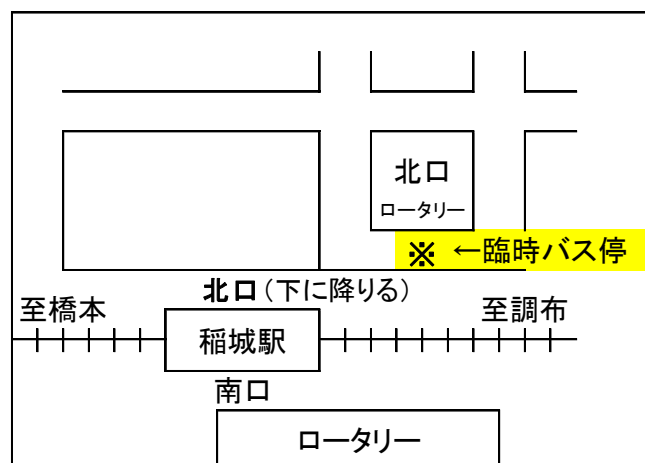 北口
ロータリー
※ ←臨時バス停
北口(下に降りる)
至橋本
至調布
稲城駅
南口
ロータリー